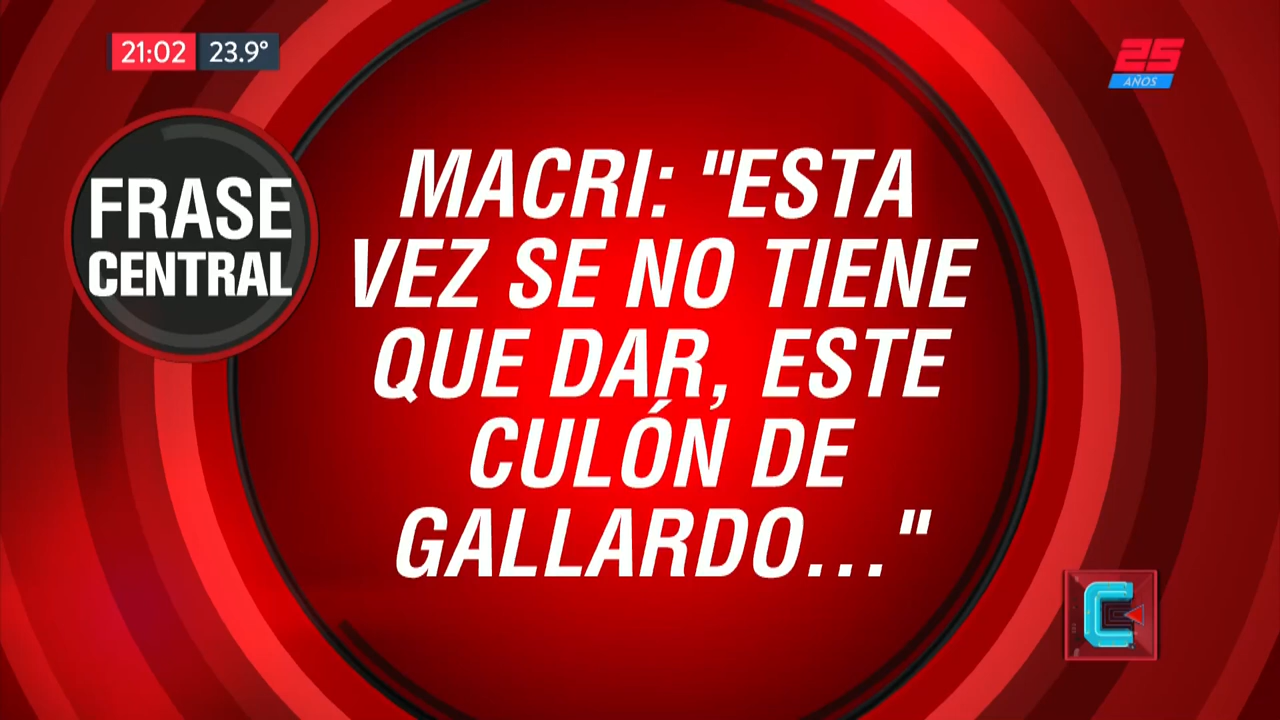 21:02 23.9°
25
AÑOS
FRASE
CENTRAL
MACRI: "ESTA
VEZ SE NO TIENE
QUE DAR, ESTE
CULÓN DE
GALLARDO..."
C